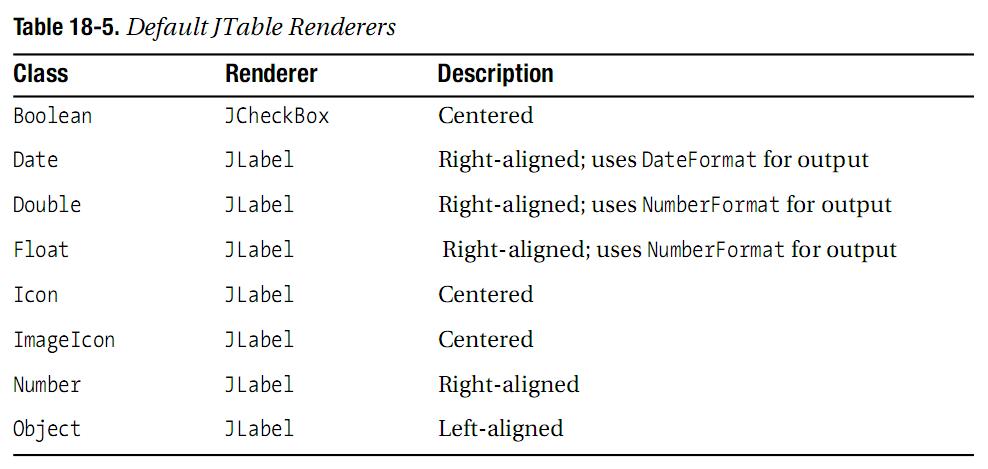 Table 18-5. Default JTable Renderers
Class Renderer Description
Boolean JCheckBox Centered
Date JLabel Right-aligned; uses DateFormat for output
Double JLabel Right-aligned; uses NumberFormat for output
Float JLabel Right-aligned; uses NumberFormat for output
Icon JLabel Centered
ImageIcon JLabel Centered
Number JLabel Right-aligned
Object JLabel Left-aligned